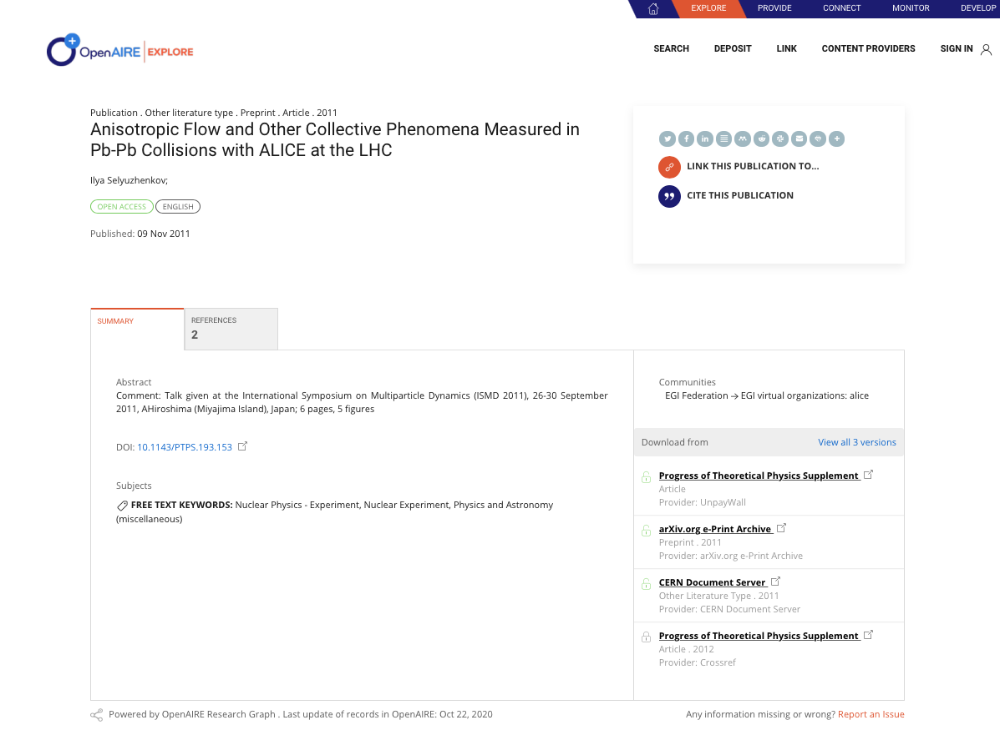 EXPLORE PROVIDE CONNECT MONITOR DEVELOP
OpenAIRE EXPLORE
SEARCH DEPOSIT LINK CONTENT PROVIDERS SIGN IN
Publication . Other literature type . Preprint . Article . 2011
Anisotropic Flow and Other Collective Phenomena Measured in
Pb-Pb Collisions with ALICE at the LHC
Ilya Selyuzhenkov;
OPEN ACCESS ENGLISH
Published: 09 Nov 2011
LINK THIS PUBLICATION TO...
CITE THIS PUBLICATION
SUMMARY
REFERENCES
2
Abstract
Comment: Talk given at the International Symposium on Multiparticle Dynamics (ISMD 2011), 26-30 September
2011, AHiroshima (Miyajima Island), Japan; 6 pages, 5 figures
DOI: 10.1143/PTPS.193.153
Subjects
FREE TEXT KEYWORDS: Nuclear Physics - Experiment, Nuclear Experiment, Physics and Astronomy
(miscellaneous)
Communities
EGI Federation → EGI virtual organizations: alice
Download from View all 3 versions
Progress of Theoretical Physics Supplement
Article
Provider: UnpayWall
arXiv.org e-Print Archive
Preprint . 2011
Provider: arXiv.org e-Print Archive
CERN Document Server
Other Literature Type . 2011
Provider: CERN Document Server
Progress of Theoretical Physics Supplement
Article . 2012
Provider: Crossref
Powered by OpenAIRE Research Graph . Last update of records in OpenAIRE: Oct 22, 2020
Any information missing or wrong? Report an Issue